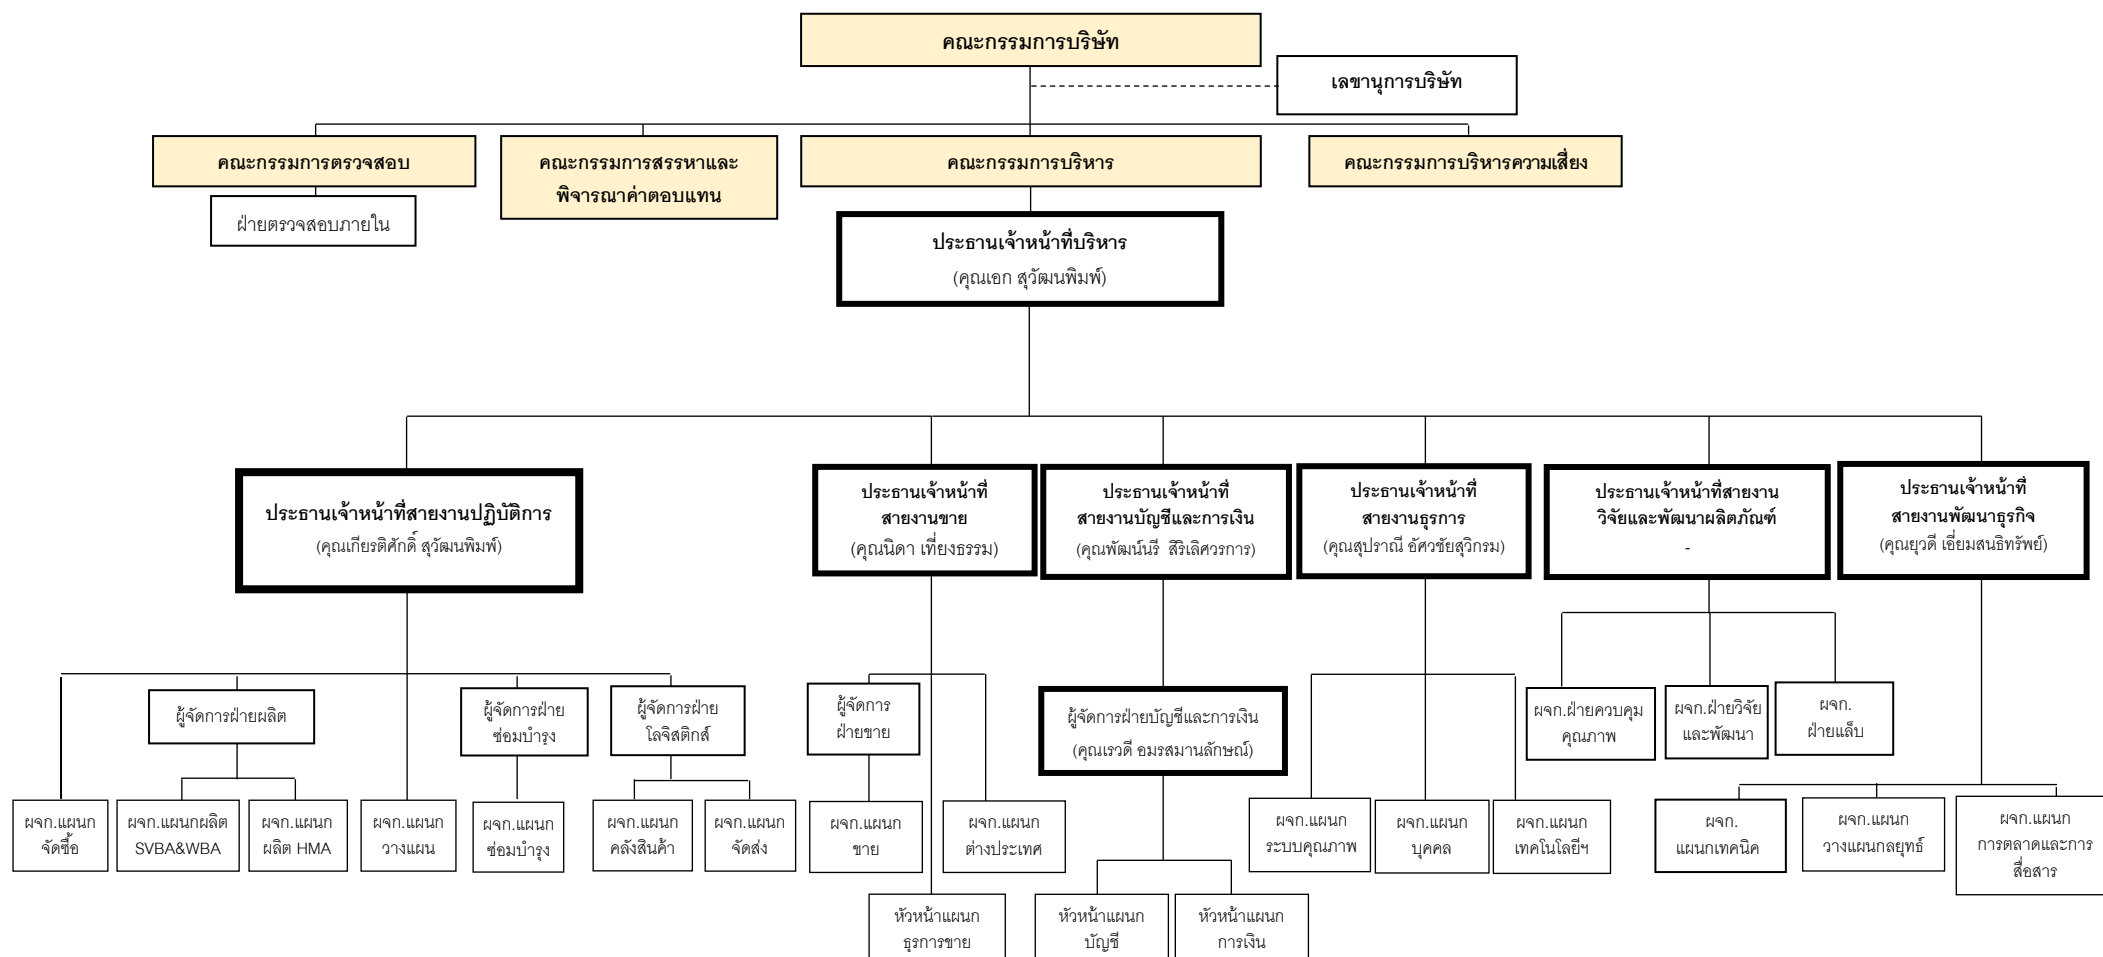 คณะกรรมการบริษัท
เลขานุการบริษัท
คณะกรรมการตรวจสอบ
คณะกรรมการสรรหาและ
พิจารณาค่าตอบแทน
คณะกรรมการบริหาร
คณะกรรมการบริหารความเสี่ยง
ฝ่ายตรวจสอบภายใน
ประธานเจ้าหน้าที่บริหาร
(คุณเอก สุวัฒนพิมพ์)
ประธานเจ้าหน้าที่สายงานปฏิบัติการ
(คุณเกียรติศักดิ์ สุวัฒนพิมพ์)
ประธานเจ้าหน้าที่
สายงานขาย
(คุณนิดา เที่ยงธรรม)
ประธานเจ้าหน้าที่
สายงานบัญชีและการเงิน
(คุณพัฒน์นรี สิริเลิศวรการ)
ประธานเจ้าหน้าที่
สายงานธุรการ
(คุณสุปราณี อัศวชัยสุวิกรม)
ประธานเจ้าหน้าที่สายงาน
วิจัยและพัฒนาผลิตภัณฑ์
-
ประธานเจ้าหน้าที่
สายงานพัฒนาธุรกิจ
(คุณยุวดี เอี่ยมสนธิทรัพย์)
ผู้จัดการฝ่ายผลิต
ผู้จัดการฝ่าย
ซ่อมบำรุง
ผู้จัดการฝ่าย
โลจิสติกส์
ผู้จัดการ
ฝ่ายขาย
ผู้จัดการฝ่ายบัญชีและการเงิน
(คุณเรวดี อมรสมานลักษณ์)
ผจก.ฝ่ายควบคุม
คุณภาพ
ผจก.ฝ่ายวิจัย
และพัฒนา
ผจก.
ฝ่ายแล็บ
ผจก.แผนก
จัดซื้อ
ผจก.แผนกผลิต
SVBA&WBA
ผจก.แผนก
ผลิต HMA
ผจก.แผนก
วางแผน
ผจก.แผนก
ซ่อมบำรุง
ผจก.แผนก
คลังสินค้า
ผจก.แผนก
จัดส่ง
ผจก.แผนก
ขาย
ผจก.แผนก
ต่างประเทศ
ผจก.แผนก
ระบบคุณภาพ
ผจก.แผนก
บุคคล
ผจก.แผนก
เทคโนโลยีฯ
ผจก.
แผนกเทคนิค
ผจก.แผนก
วางแผนกลยุทธ์
ผจก.แผนก
การตลาดและการ
สื่อสาร
หัวหน้าแผนก
ธุรการขาย
หัวหน้าแผนก
บัญชี
หัวหน้าแผนก
การเงิน